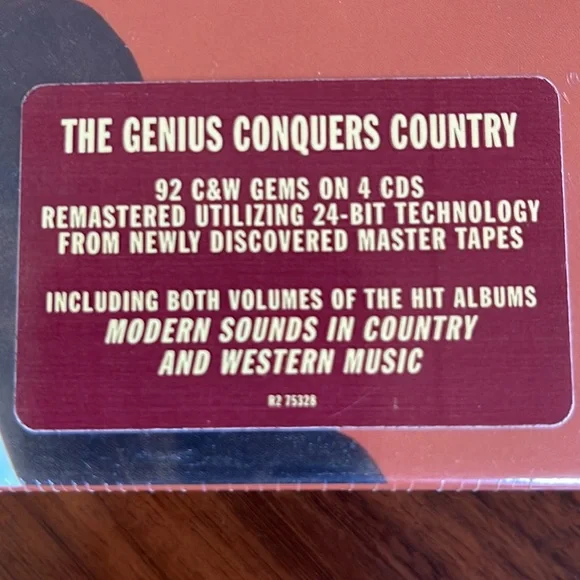 THE GENIUS CONQUERS COUNTRY
92 C&W GEMS ON 4 CDS
REMASTERED UTILIZING 24-BIT TECHNOLOGY
FROM NEWLY DISCOVERED MASTER TAPES
INCLUDING BOTH VOLUMES OF THE HIT ALBUMS
MODERN SOUNDS IN COUNTRY
AND WESTERN MUSIC
R2 75328